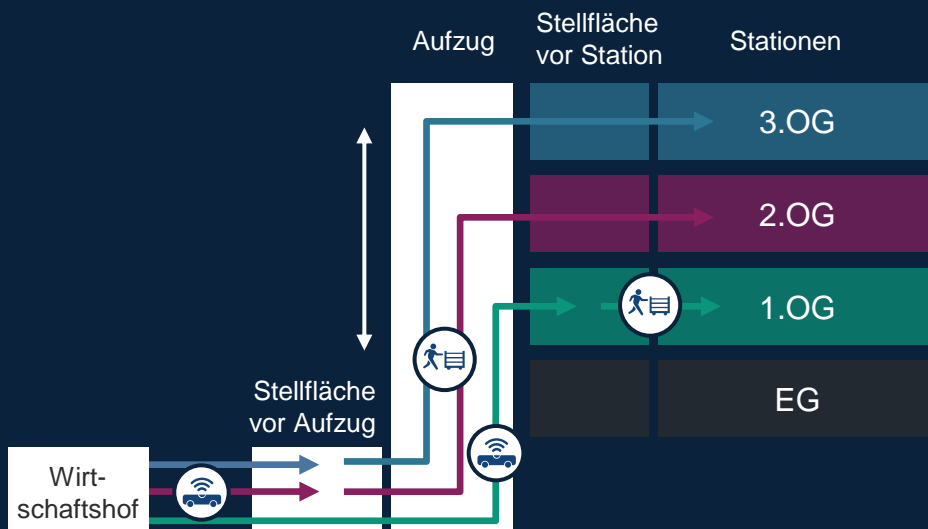 Aufzug
Stellfläche
vor Station
Stationen
3.OG
2.OG
1.OG
EG
Stellfläche
vor Aufzug
Wirt-
schaftshof